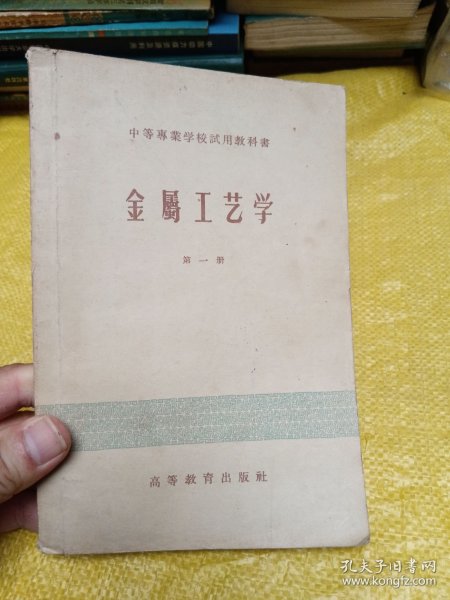 中等專業学校試用教科書
金屬工艺学
第一册
高等教育出版社
孔夫子旧书网
www.kongfz.com